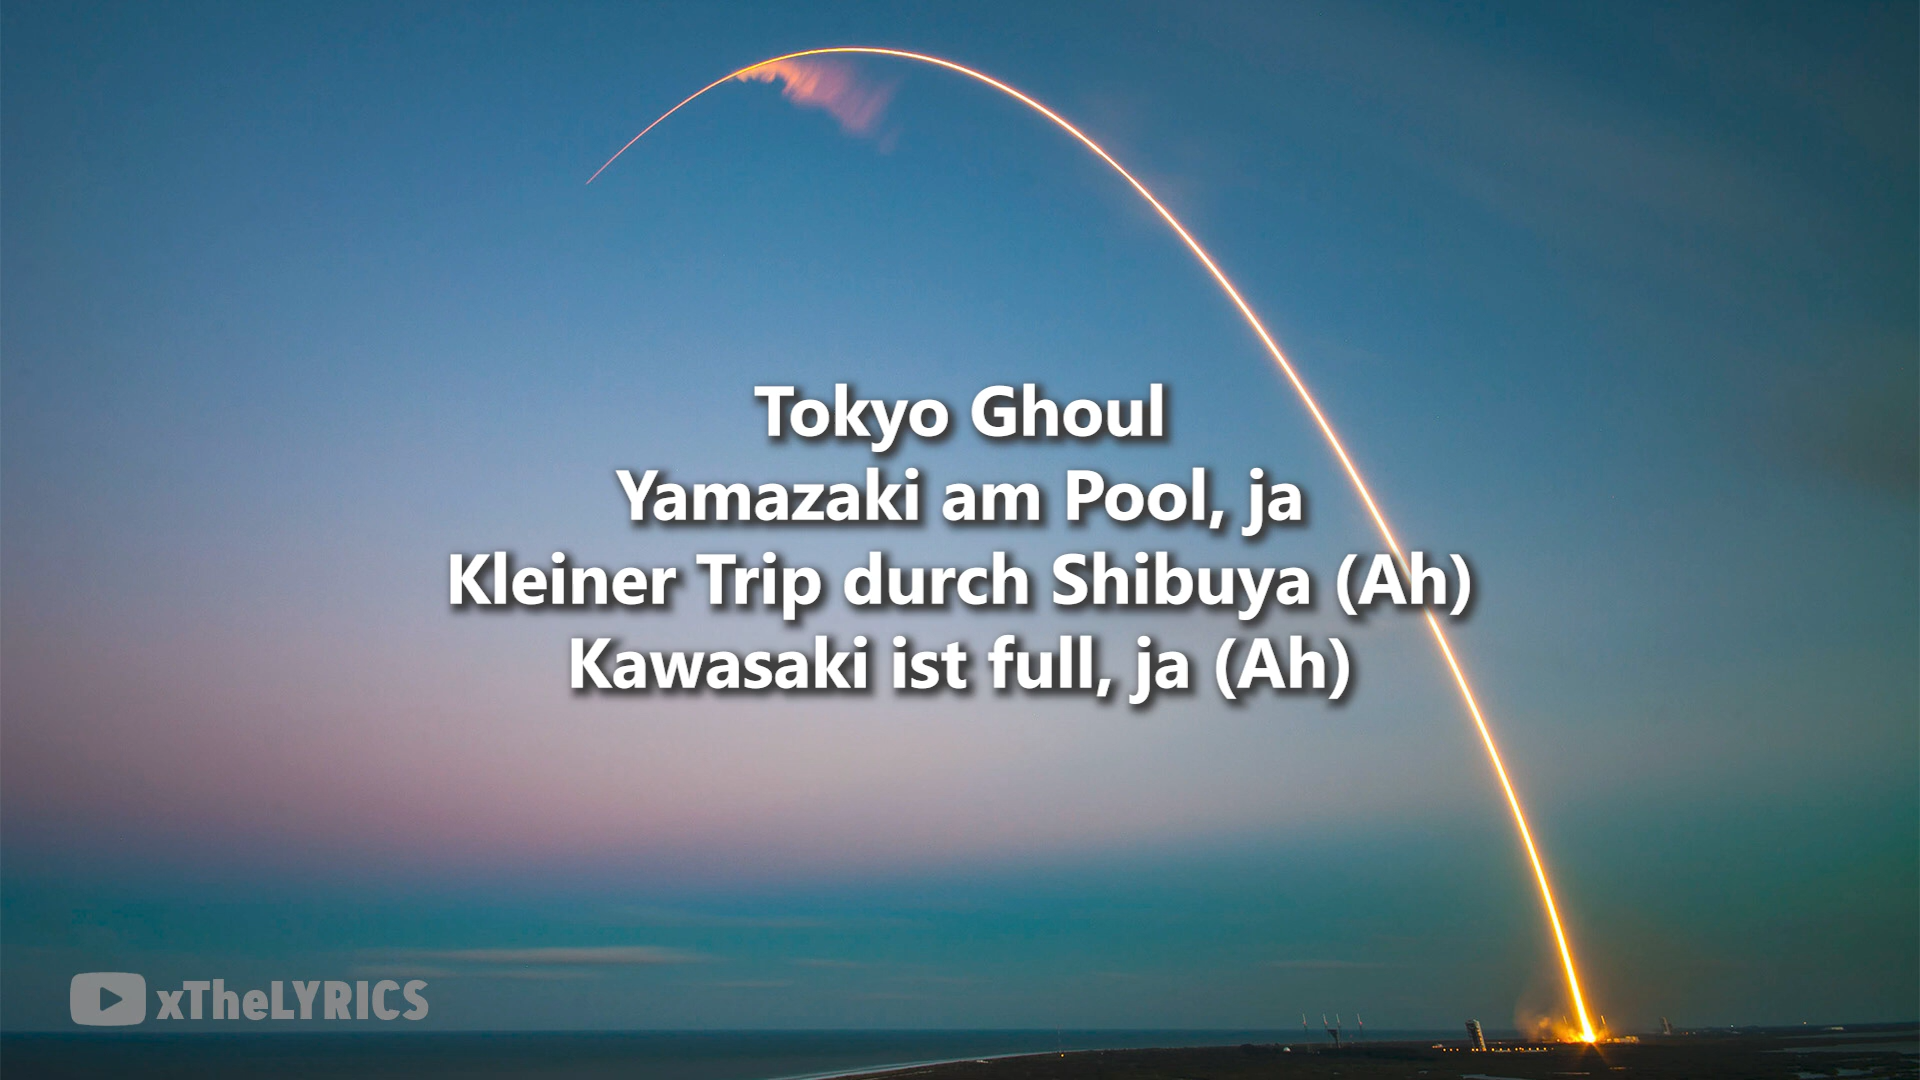 Tokyo Ghoul
Yamazaki am Pool, ja
Kleiner Trip durch Shibuya (Ah)
Kawasaki ist full, ja (Ah)
xTheLYRICS